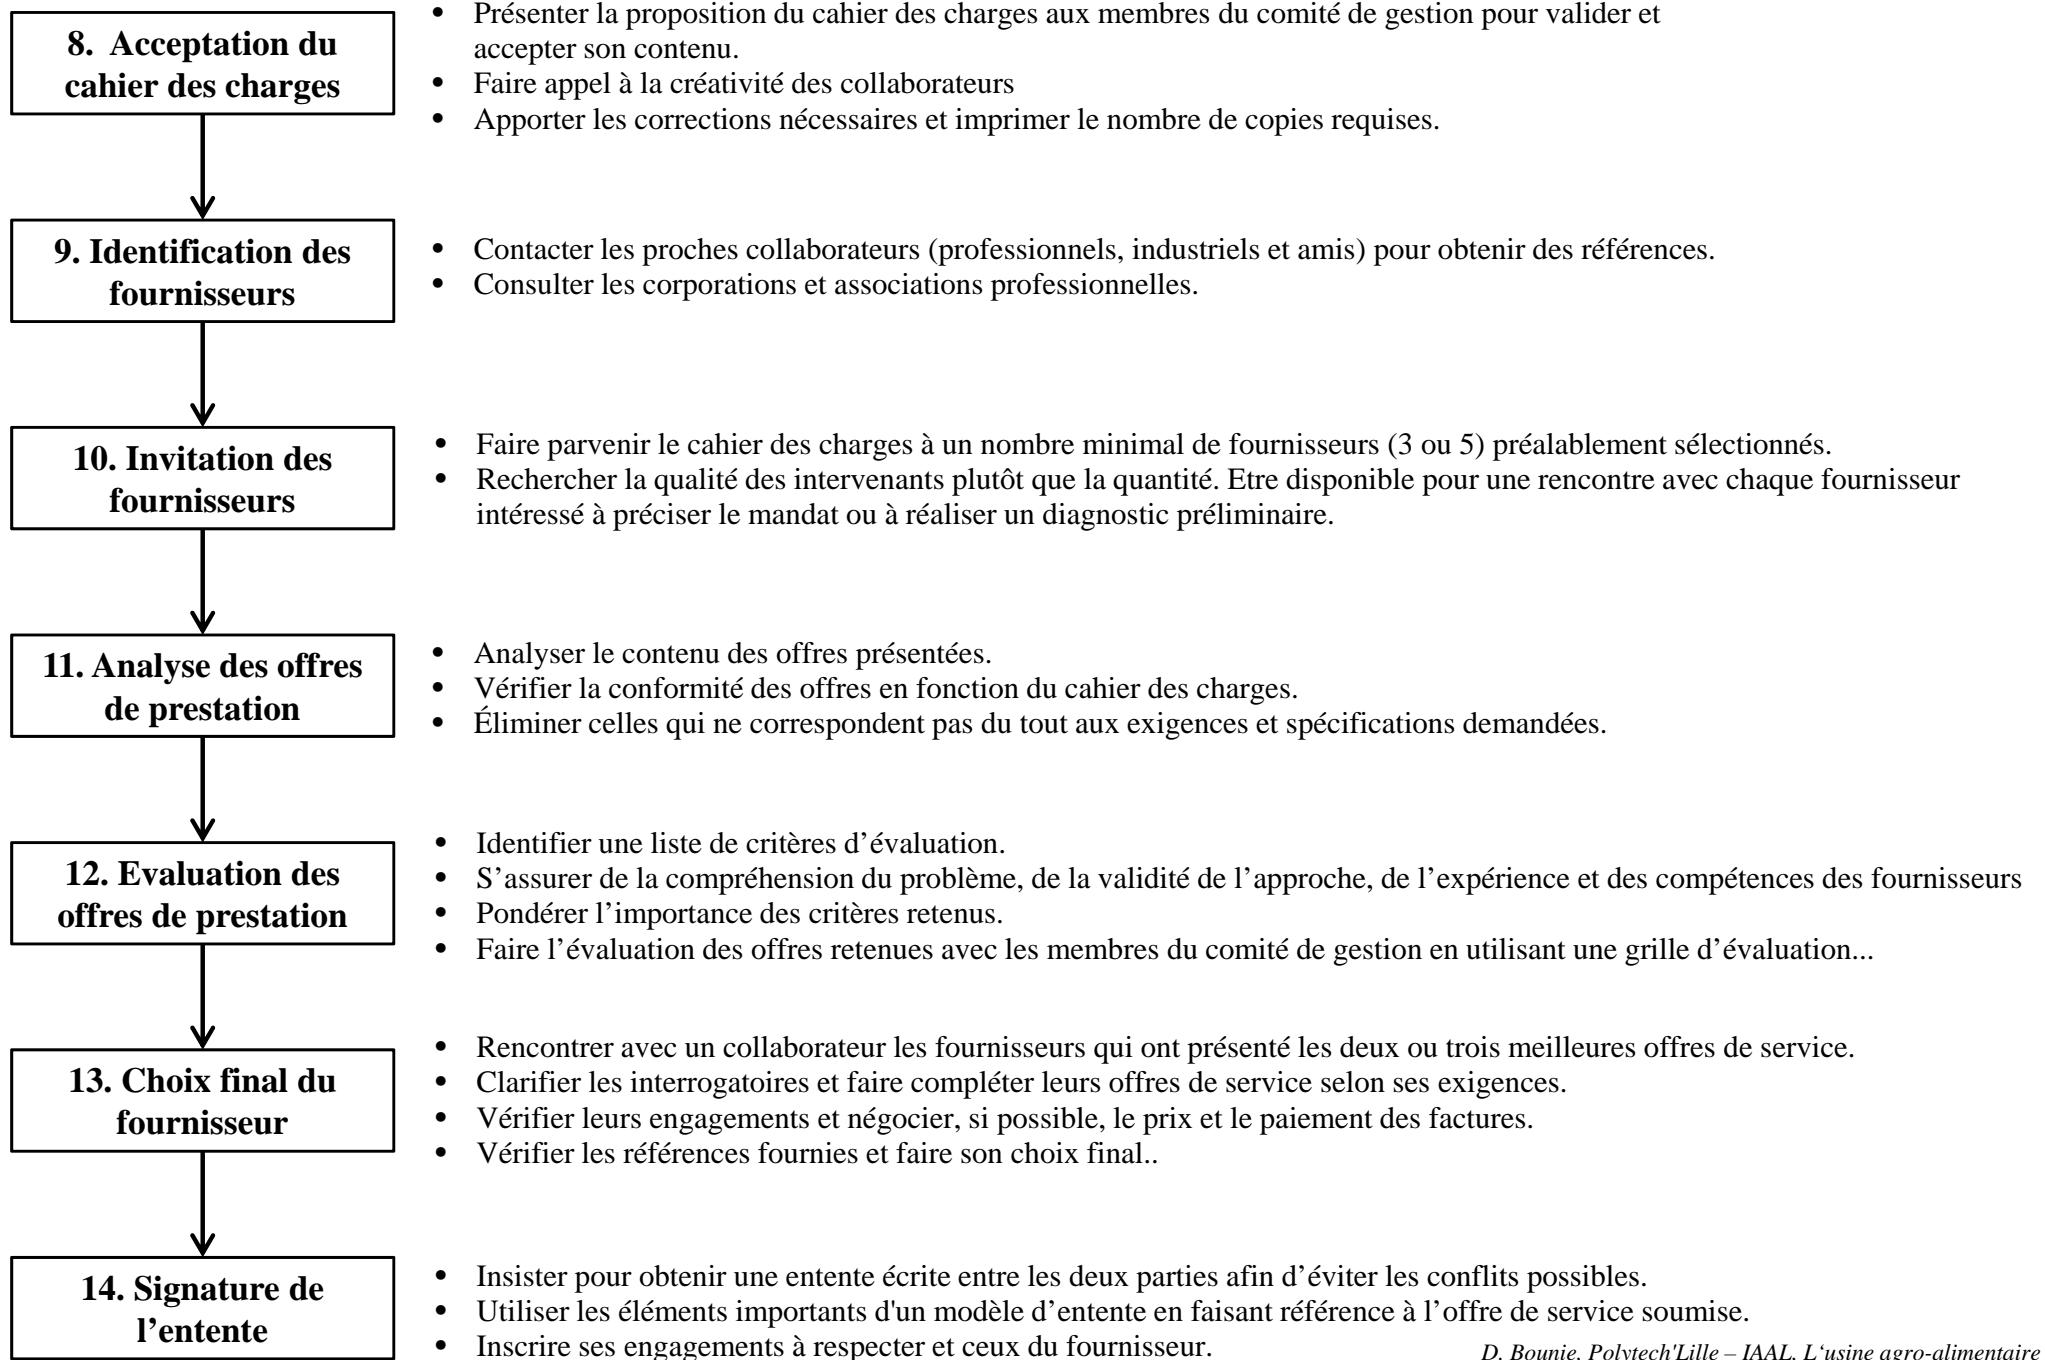 8. Acceptation du
cahier des charges
• Présenter la proposition du cahier des charges aux membres du comité de gestion pour valider et
accepter son contenu.
• Faire appel à la créativité des collaborateurs
• Apporter les corrections nécessaires et imprimer le nombre de copies requises.
9. Identification des
fournisseurs
• Contacter les proches collaborateurs (professionnels, industriels et amis) pour obtenir des références.
• Consulter les corporations et associations professionnelles.
10. Invitation des
fournisseurs
• Faire parvenir le cahier des charges à un nombre minimal de fournisseurs (3 ou 5) préalablement sélectionnés.
• Rechercher la qualité des intervenants plutôt que la quantité. Etre disponible pour une rencontre avec chaque fournisseur
intéressé à préciser le mandat ou à réaliser un diagnostic préliminaire.
11. Analyse des offres
de prestation
• Analyser le contenu des offres présentées.
• Vérifier la conformité des offres en fonction du cahier des charges.
• Éliminer celles qui ne correspondent pas du tout aux exigences et spécifications demandées.
12. Evaluation des
offres de prestation
• Identifier une liste de critères d’évaluation.
• S’assurer de la compréhension du problème, de la validité de l’approche, de l’expérience et des compétences des fournisseurs
• Pondérer l’importance des critères retenus.
• Faire l’évaluation des offres retenues avec les membres du comité de gestion en utilisant une grille d’évaluation...
13. Choix final du
fournisseur
• Rencontrer avec un collaborateur les fournisseurs qui ont présenté les deux ou trois meilleures offres de service.
• Clarifier les interrogatoires et faire compléter leurs offres de service selon ses exigences.
• Vérifier leurs engagements et négocier, si possible, le prix et le paiement des factures.
• Vérifier les références fournies et faire son choix final..
14. Signature de
l’entente
• Insister pour obtenir une entente écrite entre les deux parties afin d’éviter les conflits possibles.
• Utiliser les éléments importants d'un modèle d’entente en faisant référence à l’offre de service soumise.
• Inscrire ses engagements à respecter et ceux du fournisseur.
D. Bounie, Polytech'Lille – IAAL, L‘usine agro-alimentaire